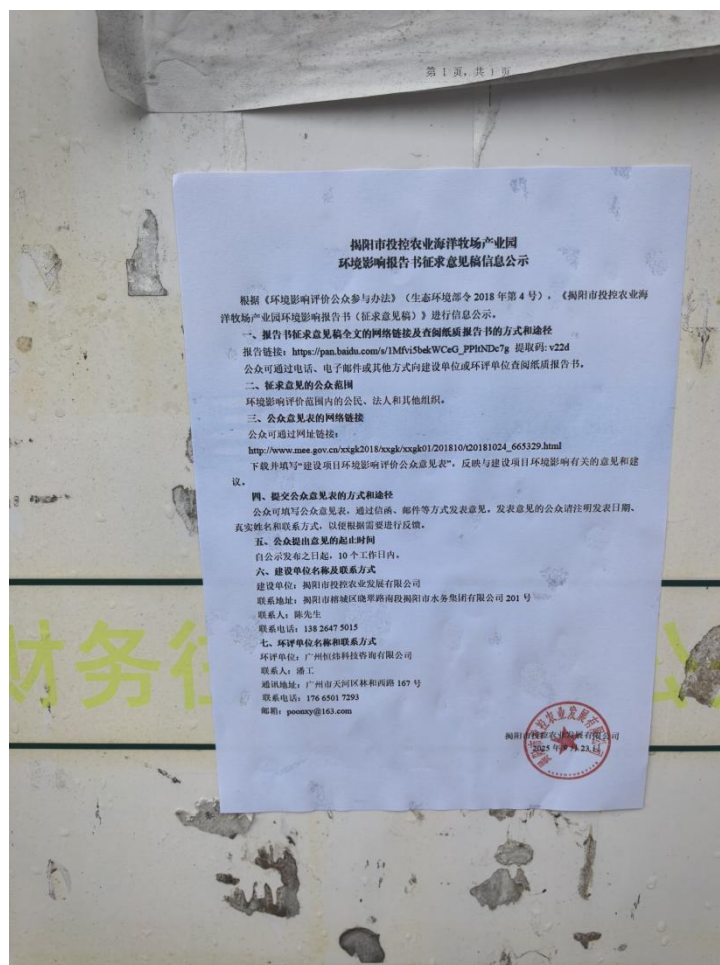 第 1 页，共 1 页
揭阳市投控农业海洋牧场产业园
环境影响报告书征求意见稿信息公示
根据《环境影响评价公众参与办法》（生态环境部令 2018 年第 4 号），《揭阳市投控农业海
洋牧场产业园环境影响报告书（征求意见稿）》进行信息公示。
一、报告书征求意见稿全文的网络链接及查阅纸质报告书的方式和途径
报告链接：https://pan.baidu.com/s/1Mfvi5bekWCeG_PPltNDc7g 提取码: v22d
公众可通过电话、电子邮件或其他方式向建设单位或环评单位查阅纸质报告书。
二、征求意见的公众范围
环境影响评价范围内的公民、法人和其他组织。
三、公众意见表的网络链接
公众可通过网址链接：
http://www.mee.gov.cn/xxgk2018/xxgk/xxgk01/201810/t20181024_665329.html
下载并填写“建设项目环境影响评价公众意见表”，反映与建设项目环境影响有关的意见和建
议。
四、提交公众意见表的方式和途径
公众可填写公众意见表，通过信函、邮件等方式发表意见。发表意见的公众请注明发表日期、
真实姓名和联系方式，以便根据需要进行反馈。
五、公众提出意见的起止时间
自公示发布之日起，10 个工作日内。
六、建设单位名称及联系方式
建设单位：揭阳市投控农业发展有限公司
联系地址：揭阳市榕城区晓翠路南段揭阳市水务集团有限公司 201 号
联系人：陈先生
联系电话：138 2647 5015
七、环评单位名称和联系方式
环评单位：广州恒炜科技咨询有限公司
联系人：潘工
通讯地址：广州市天河区林和西路 167 号
联系电话：176 6501 7293
邮箱：poonxy@163.com
揭阳市投控农业发展有限公司
2025 年 月 23 日
财务